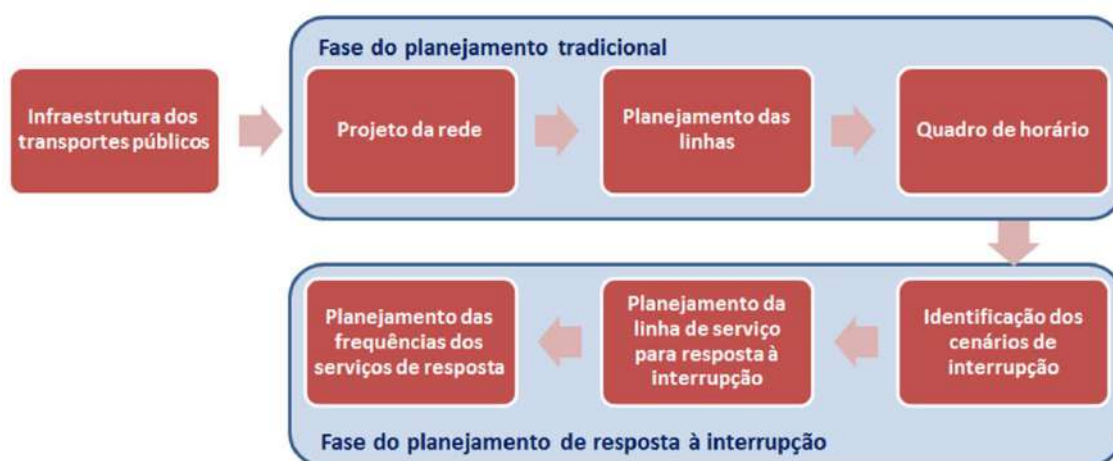 Fase do planejamento tradicional
Infraestrutura dos
transportes públicos
Projeto da rede
Planejamento das
linhas
Quadro de horário
Identificação dos
cenários de
interrupção
Planejamento da
linha de serviço
para resposta à
interrupção
Planejamento das
frequências dos
serviços de resposta
Fase do planejamento de resposta à interrupção